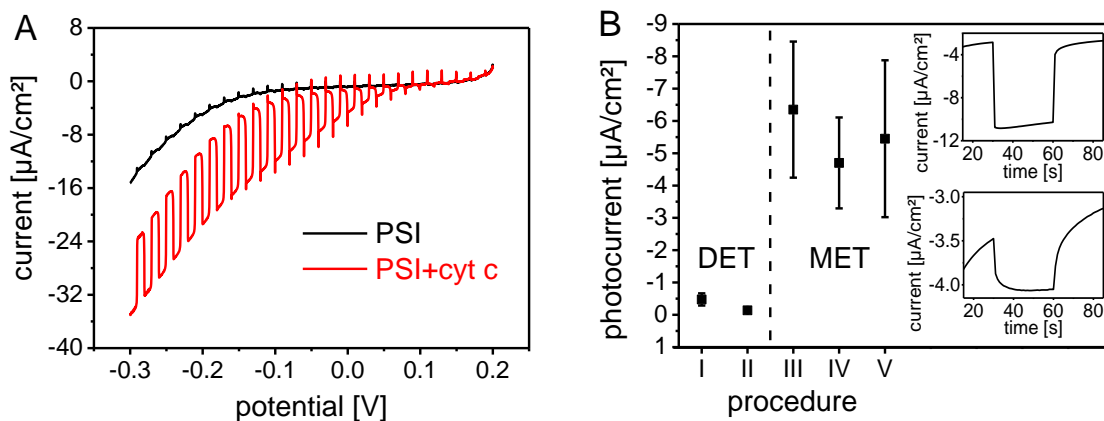 A
current [µA/cm²]
8
0
-8
-16
-24
-32
-40
PSI
PSI+cyt c
-0.3
-0.2
-0.1
0.0
0.1
0.2
potential [V]
B
photocurrent [µA/cm²]
-9
-8
-7
-6
-5
-4
-3
-2
-1
0
1
DET
MET
I
II
III
IV
V
procedure
current [µA/cm²]
-4
-8
-12
20
40
60
80
time [s]
current [µA/cm²]
-3.0
-3.5
-4.0
20
40
60
80
time [s]